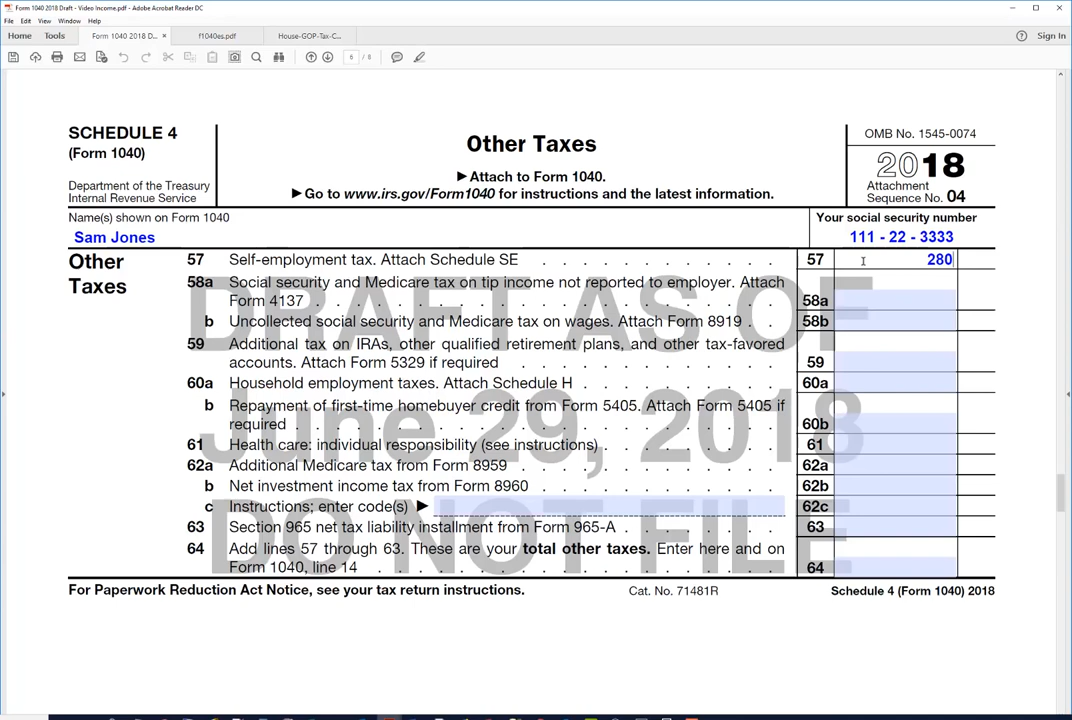 Form 1040 2018 Draft - Video Income.pdf - Adobe Acrobat Reader DC
File Edit View Window Help
Home Tools Form 1040 2018 D... × f1040es.pdf House-GOP-Tax-C... Sign In
6 / 8
SCHEDULE 4
(Form 1040)
Department of the Treasury
Internal Revenue Service
Other Taxes
▶ Attach to Form 1040.
▶ Go to www.irs.gov/Form1040 for instructions and the latest information.
OMB No. 1545-0074
2018
Attachment
Sequence No. 04
Name(s) shown on Form 1040
Sam Jones
Your social security number
111 - 22 - 3333
Other
Taxes
57 Self-employment tax. Attach Schedule SE . . . . . . . . . . . . 57 280
58a Social security and Medicare tax on tip income not reported to employer. Attach
Form 4137 . . . . . . . . . . . . . . . . . . . . . . 58a
b Uncollected social security and Medicare tax on wages. Attach Form 8919 . . 58b
59 Additional tax on IRAs, other qualified retirement plans, and other tax-favored
accounts. Attach Form 5329 if required . . . . . . . . . . . . . 59
60a Household employment taxes. Attach Schedule H . . . . . . . . . . 60a
b Repayment of first-time homebuyer credit from Form 5405. Attach Form 5405 if
required . . . . . . . . . . . . . . . . . . . . . . . 60b
61 Health care: individual responsibility (see instructions) . . . . . . . . . 61
62a Additional Medicare tax from Form 8959 . . . . . . . . . . . . 62a
b Net investment income tax from Form 8960 . . . . . . . . . . . 62b
c Instructions; enter code(s) ▶ 62c
63 Section 965 net tax liability installment from Form 965-A . . . . . . . . 63
64 Add lines 57 through 63. These are your total other taxes. Enter here and on
Form 1040, line 14 . . . . . . . . . . . . . . . . . . . 64
DRAFT AS OF
June 29, 2018
DO NOT FILE
For Paperwork Reduction Act Notice, see your tax return instructions. Cat. No. 71481R Schedule 4 (Form 1040) 2018